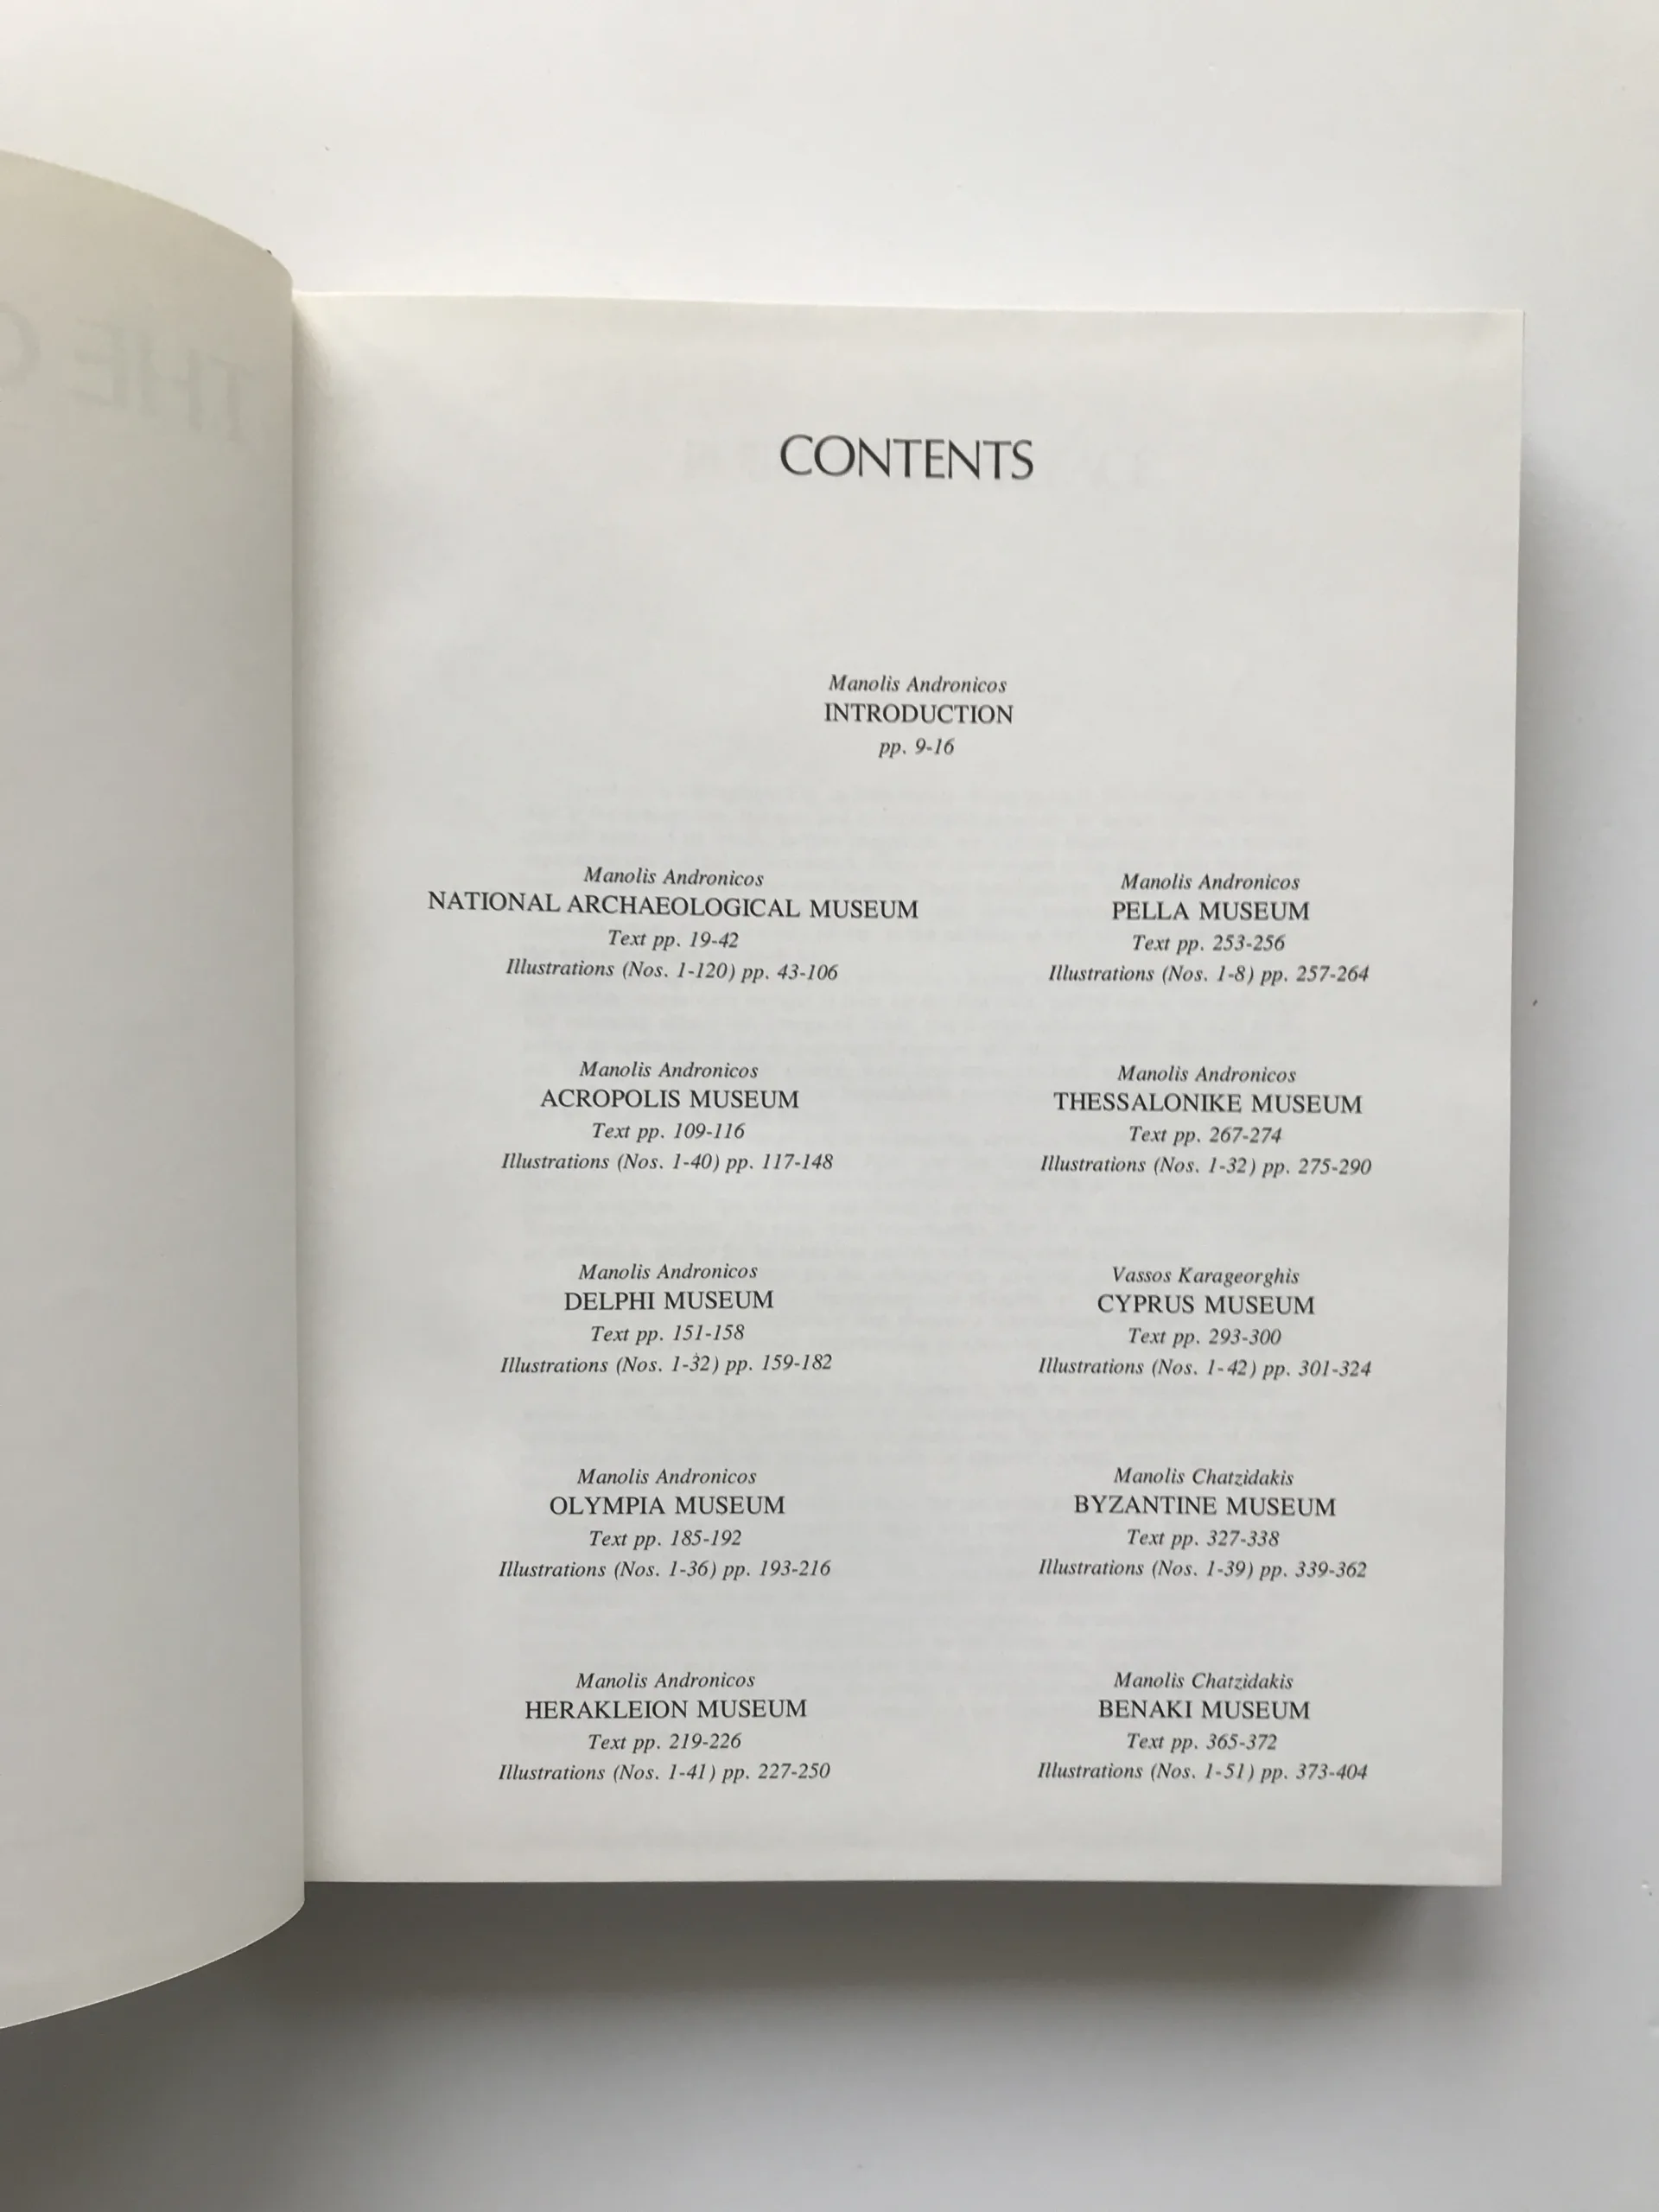 THE
CONTENTS
Manolis Andronicos
INTRODUCTION
pp. 9-16
Manolis Andronicos
NATIONAL ARCHAEOLOGICAL MUSEUM
Text pp. 19-42
Illustrations (Nos. 1-120) pp. 43-106
Manolis Andronicos
ACROPOLIS MUSEUM
Text pp. 109-116
Illustrations (Nos. 1-40) pp. 117-148
Manolis Andronicos
DELPHI MUSEUM
Text pp. 151-158
Illustrations (Nos. 1-32) pp. 159-182
Manolis Andronicos
OLYMPIA MUSEUM
Text pp. 185-192
Illustrations (Nos. 1-36) pp. 193-216
Manolis Andronicos
HERAKLEION MUSEUM
Text pp. 219-226
Illustrations (Nos. 1-41) pp. 227-250
Manolis Andronicos
PELLA MUSEUM
Text pp. 253-256
Illustrations (Nos. 1-8) pp. 257-264
Manolis Andronicos
THESSALONIKE MUSEUM
Text pp. 267-274
Illustrations (Nos. 1-32) pp. 275-290
Vassos Karageorghis
CYPRUS MUSEUM
Text pp. 293-300
Illustrations (Nos. 1-42) pp. 301-324
Manolis Chatzidakis
BYZANTINE MUSEUM
Text pp. 327-338
Illustrations (Nos. 1-39) pp. 339-362
Manolis Chatzidakis
BENAKI MUSEUM
Text pp. 365-372
Illustrations (Nos. 1-51) pp. 373-404